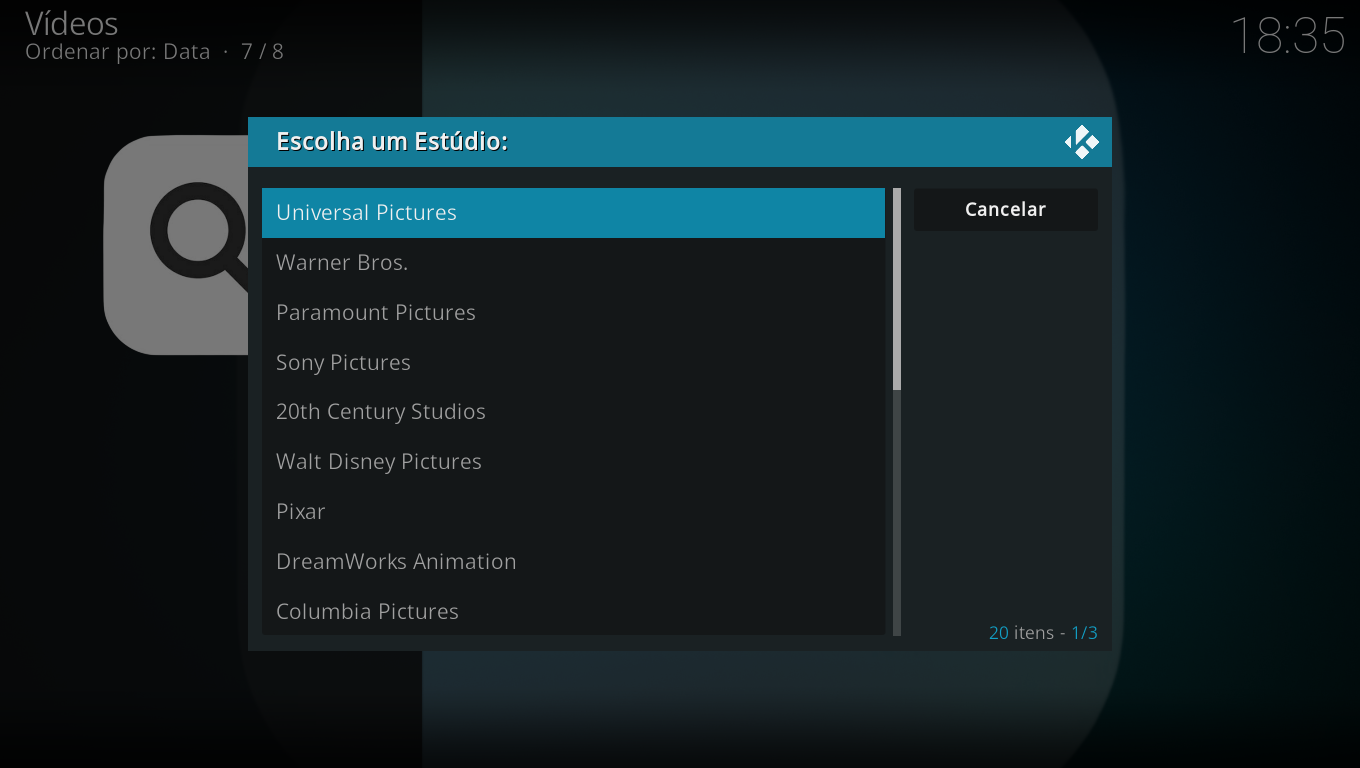 Vídeos
Ordenar por: Data · 7 / 8
18:35
Escolha um Estúdio:
Universal Pictures
Warner Bros.
Paramount Pictures
Sony Pictures
20th Century Studios
Walt Disney Pictures
Pixar
DreamWorks Animation
Columbia Pictures
Cancelar
20 itens - 1/3